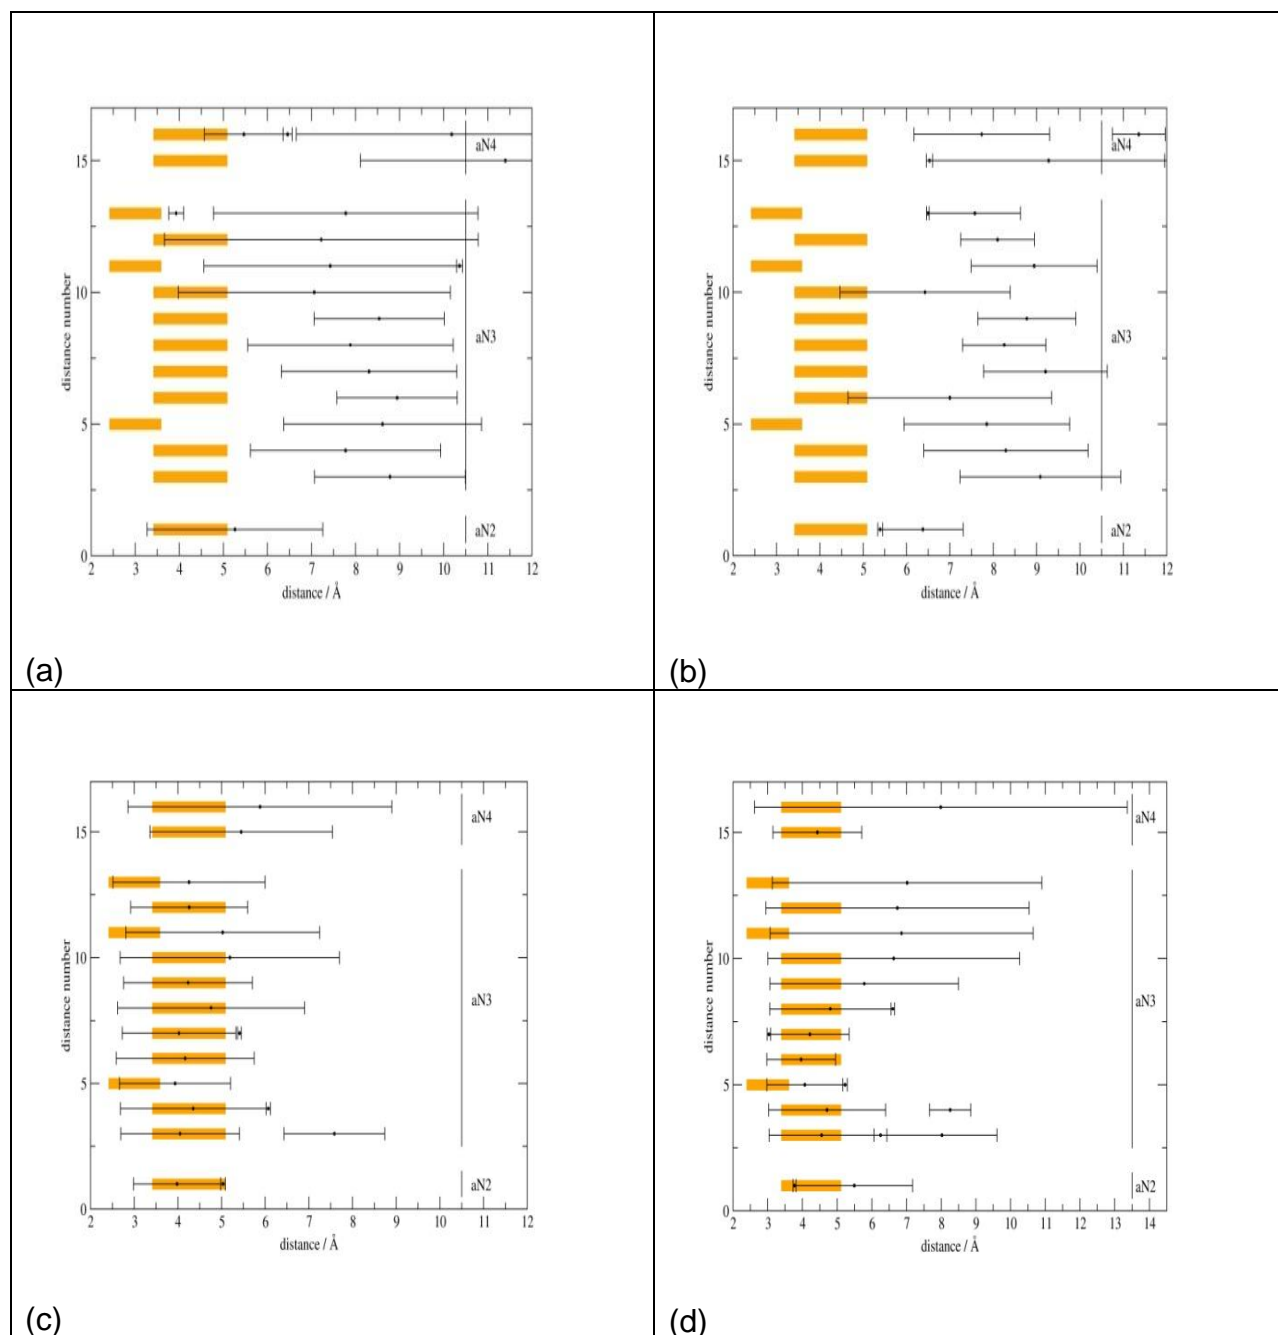 15
10
5
0
distance number
2 3 4 5 6 7 8 9 10 11 12
distance / Å
aN4
aN3
aN2
(a)
15
10
5
0
distance number
2 3 4 5 6 7 8 9 10 11 12
distance / Å
aN4
aN3
aN2
(b)
15
10
5
0
distance number
2 3 4 5 6 7 8 9 10 11 12
distance / Å
aN4
aN3
aN2
(c)
15
10
5
0
distance number
2 3 4 5 6 7 8 9 10 11 12 13 14
distance / Å
aN4
aN3
aN2
(d)